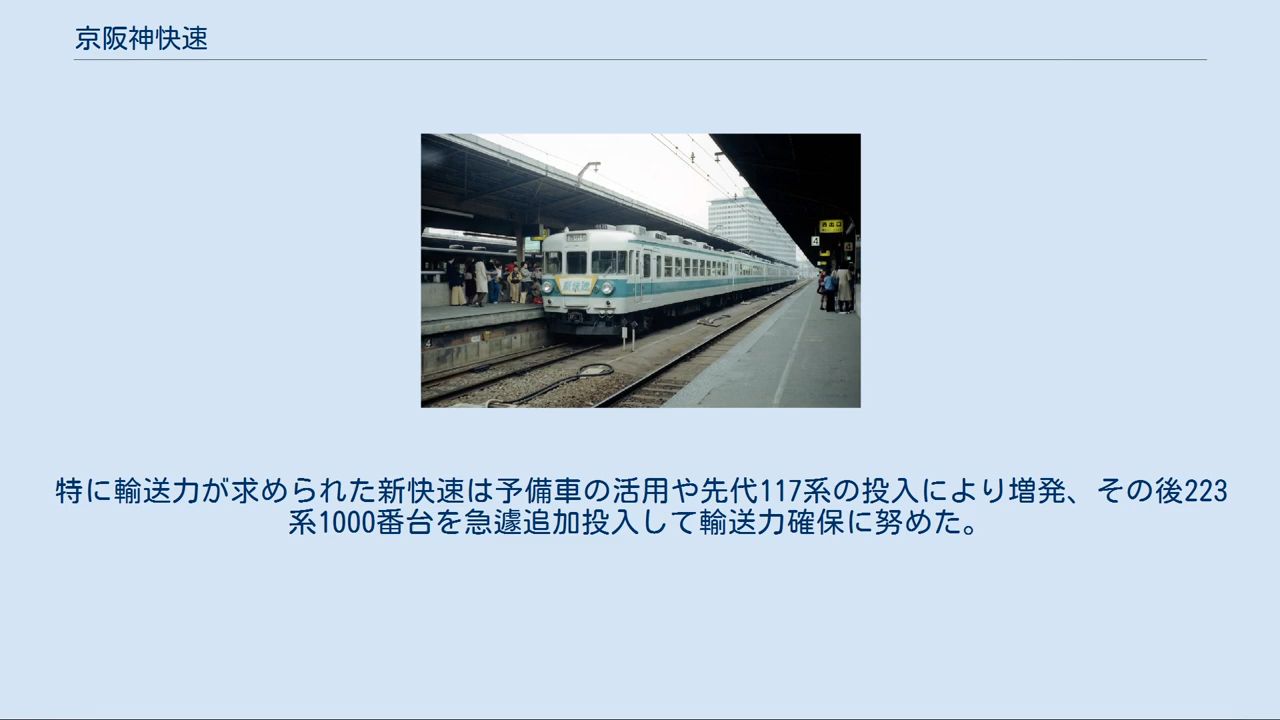 京阪神快速
新快速
4
4
特に輸送力が求められた新快速は予備車の活用や先代117系の投入により増発、その後223
系1000番台を急遽追加投入して輸送力確保に努めた。